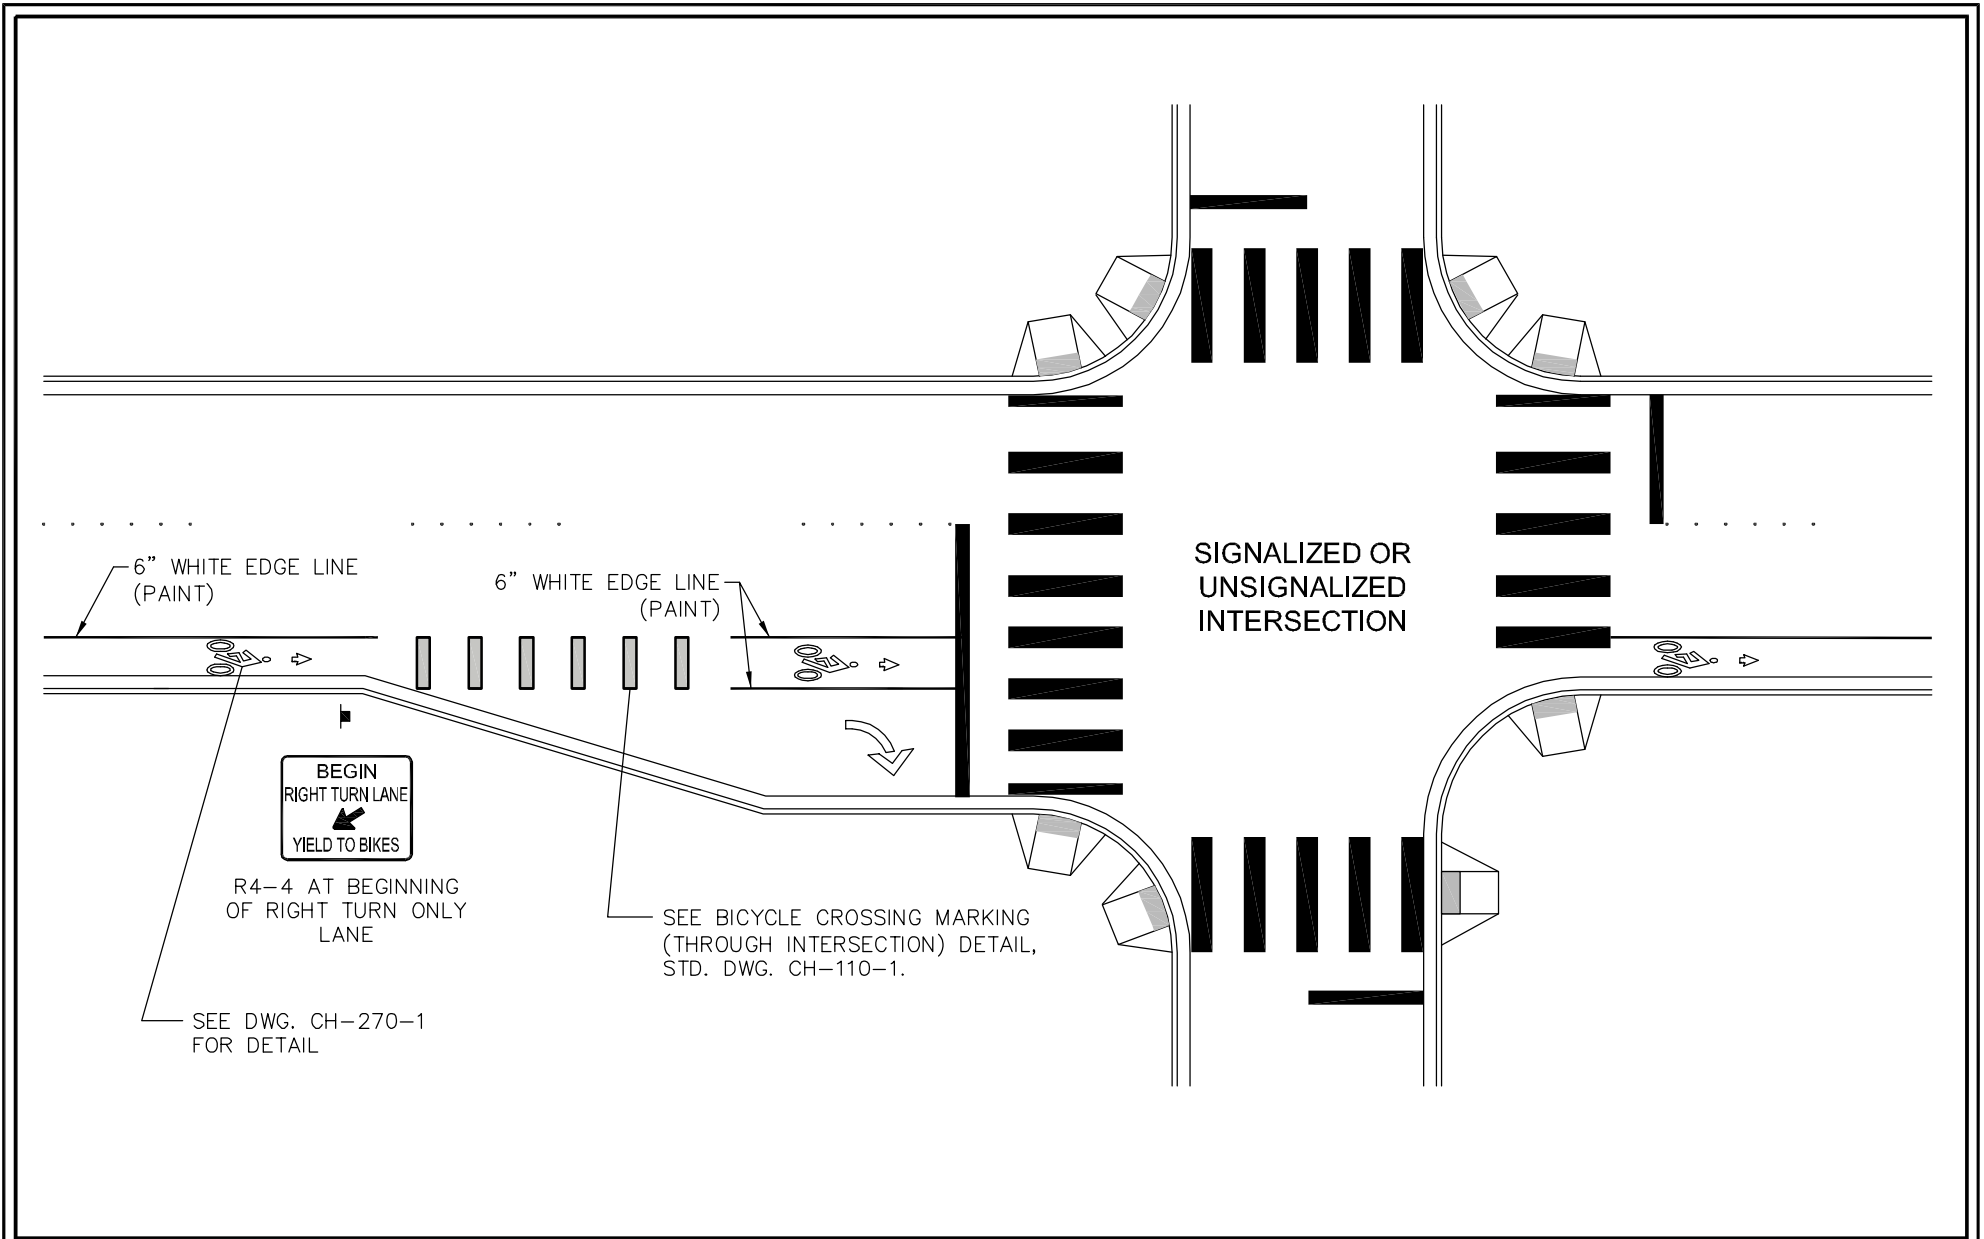 SIGNALIZED OR
UNSIGNALIZED
INTERSECTION
6” WHITE EDGE LINE
(PAINT)
6” WHITE EDGE LINE
(PAINT)
BEGIN
RIGHT TURN LANE
YIELD TO BIKES
R4-4 AT BEGINNING
OF RIGHT TURN ONLY
LANE
SEE BICYCLE CROSSING MARKING
(THROUGH INTERSECTION) DETAIL,
STD. DWG. CH-110-1.
SEE DWG. CH-270-1
FOR DETAIL